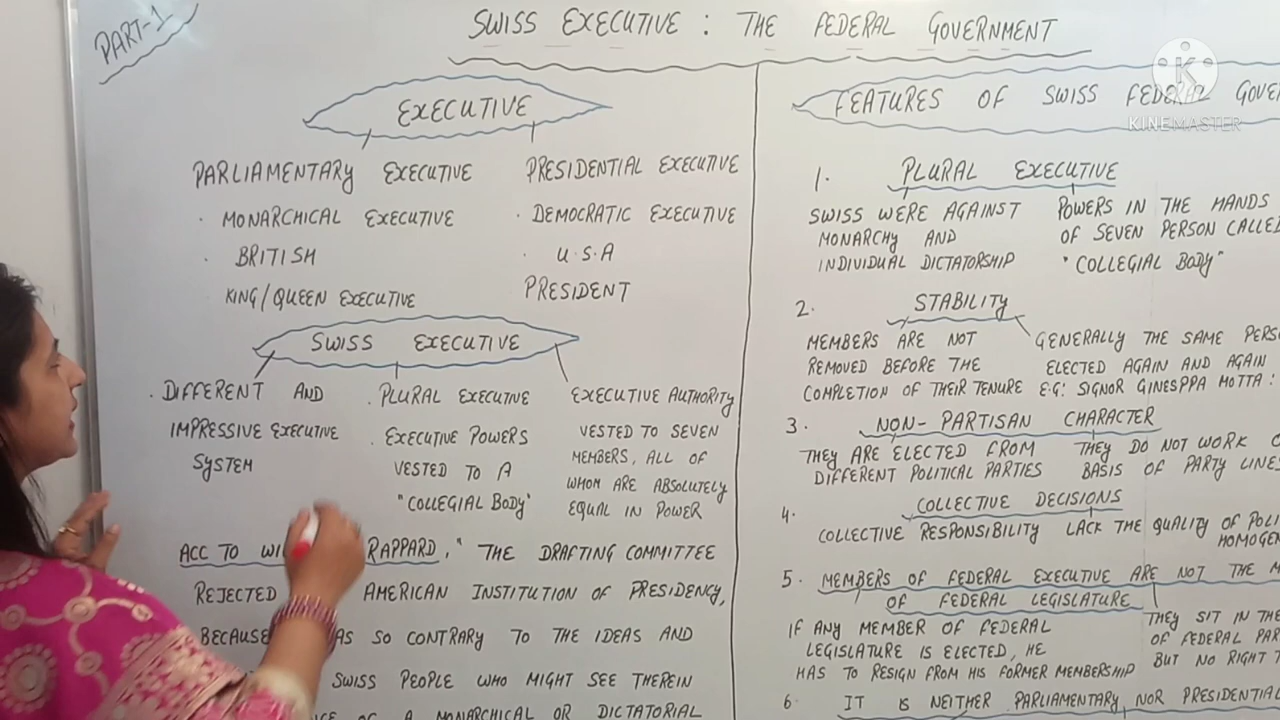 PART-1
SWISS EXECUTIVE : THE FEDERAL GOVERNMENT
KINEMASTER
EXECUTIVE
PARLIAMENTARY EXECUTIVE
. MONARCHICAL EXECUTIVE
. BRITISH
KING/QUEEN EXECUTIVE
PRESIDENTIAL EXECUTIVE
. DEMOCRATIC EXECUTIVE
. U.S.A
PRESIDENT
SWISS EXECUTIVE
. DIFFERENT AND
IMPRESSIVE EXECUTIVE
SYSTEM
. PLURAL EXECUTIVE
. EXECUTIVE POWERS
VESTED TO A
"COLLEGIAL BODY"
EXECUTIVE AUTHORITY
VESTED TO SEVEN
MEMBERS, ALL OF
WHOM ARE ABSOLUTELY
EQUAL IN POWER
ACC TO RAPPARD, " THE DRAFTING COMMITTEE
REJECTED AMERICAN INSTITUTION OF PRESIDENCY,
BECAUSE AS SO CONTRARY TO THE IDEAS AND
SWISS PEOPLE WHO MIGHT SEE THEREIN
OF A MONARCHICAL OR DICTATORIAL
FEATURES OF SWISS FEDERAL
1. PLURAL EXECUTIVE
SWISS WERE AGAINST
MONARCHY AND
INDIVIDUAL DICTATORSHIP
POWERS IN THE HANDS
OF SEVEN PERSON CALLED
"COLLEGIAL BODY"
2. STABILITY
MEMBERS ARE NOT
REMOVED BEFORE THE
COMPLETION OF THEIR TENURE
GENERALLY THE SAME
ELECTED AGAIN AND AGAIN
E.G: SIGNOR GINESPPA MOTTA :
3. NON-PARTISAN CHARACTER
THEY ARE ELECTED FROM
DIFFERENT POLITICAL PARTIES
THEY DO NOT WORK
BASIS OF PARTY
4. COLLECTIVE DECISIONS
COLLECTIVE RESPONSIBILITY
LACK THE QUALITY OF
5. MEMBERS OF FEDERAL EXECUTIVE ARE NOT THE
OF FEDERAL LEGISLATURE
IF ANY MEMBER OF FEDERAL
LEGISLATURE IS ELECTED, HE
HAS TO RESIGN FROM HIS FORMER MEMBERSHIP
THEY SIT IN THE
OF FEDERAL
BUT NO RIGHT
6. IT IS NEITHER PARLIAMENTARY NOR PRESIDENTIAL